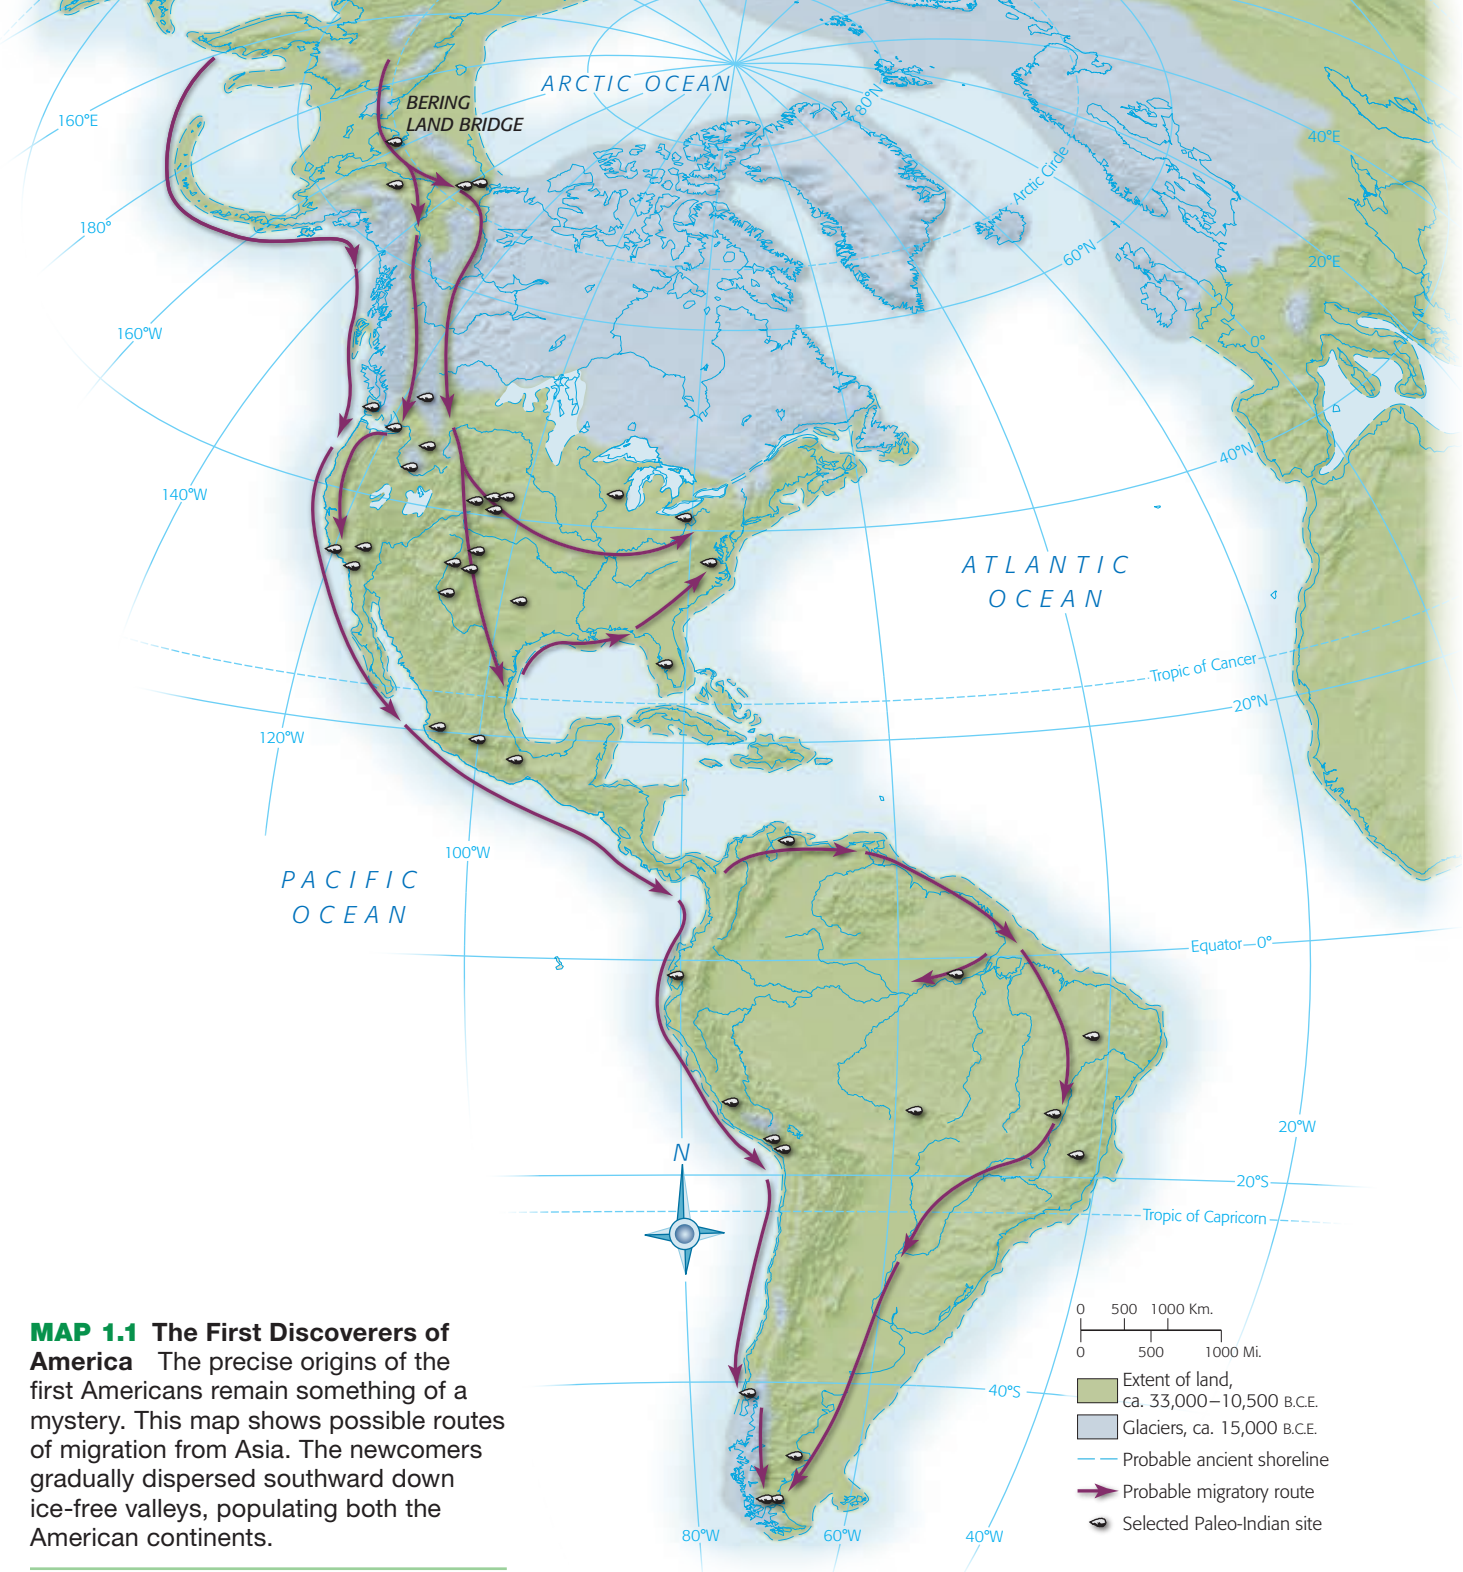 ARCTIC OCEAN
BERING
LAND BRIDGE
80°N
160°E
40°E
Arctic Circle
180°
60°N
20°E
160°W
0°
40°N
140°W
ATLANTIC
OCEAN
Tropic of Cancer
20°N
120°W
100°W
PACIFIC
OCEAN
Equator
0°
20°W
N
20°S
Tropic of Capricorn
40°S
80°W
60°W
40°W
MAP 1.1 The First Discoverers of
America The precise origins of the
first Americans remain something of a
mystery. This map shows possible routes
of migration from Asia. The newcomers
gradually dispersed southward down
ice-free valleys, populating both the
American continents.
0 500 1000 Km.
0 500 1000 Mi.
Extent of land,
ca. 33,000–10,500 B.C.E.
Glaciers, ca. 15,000 B.C.E.
Probable ancient shoreline
Probable migratory route
Selected Paleo-Indian site